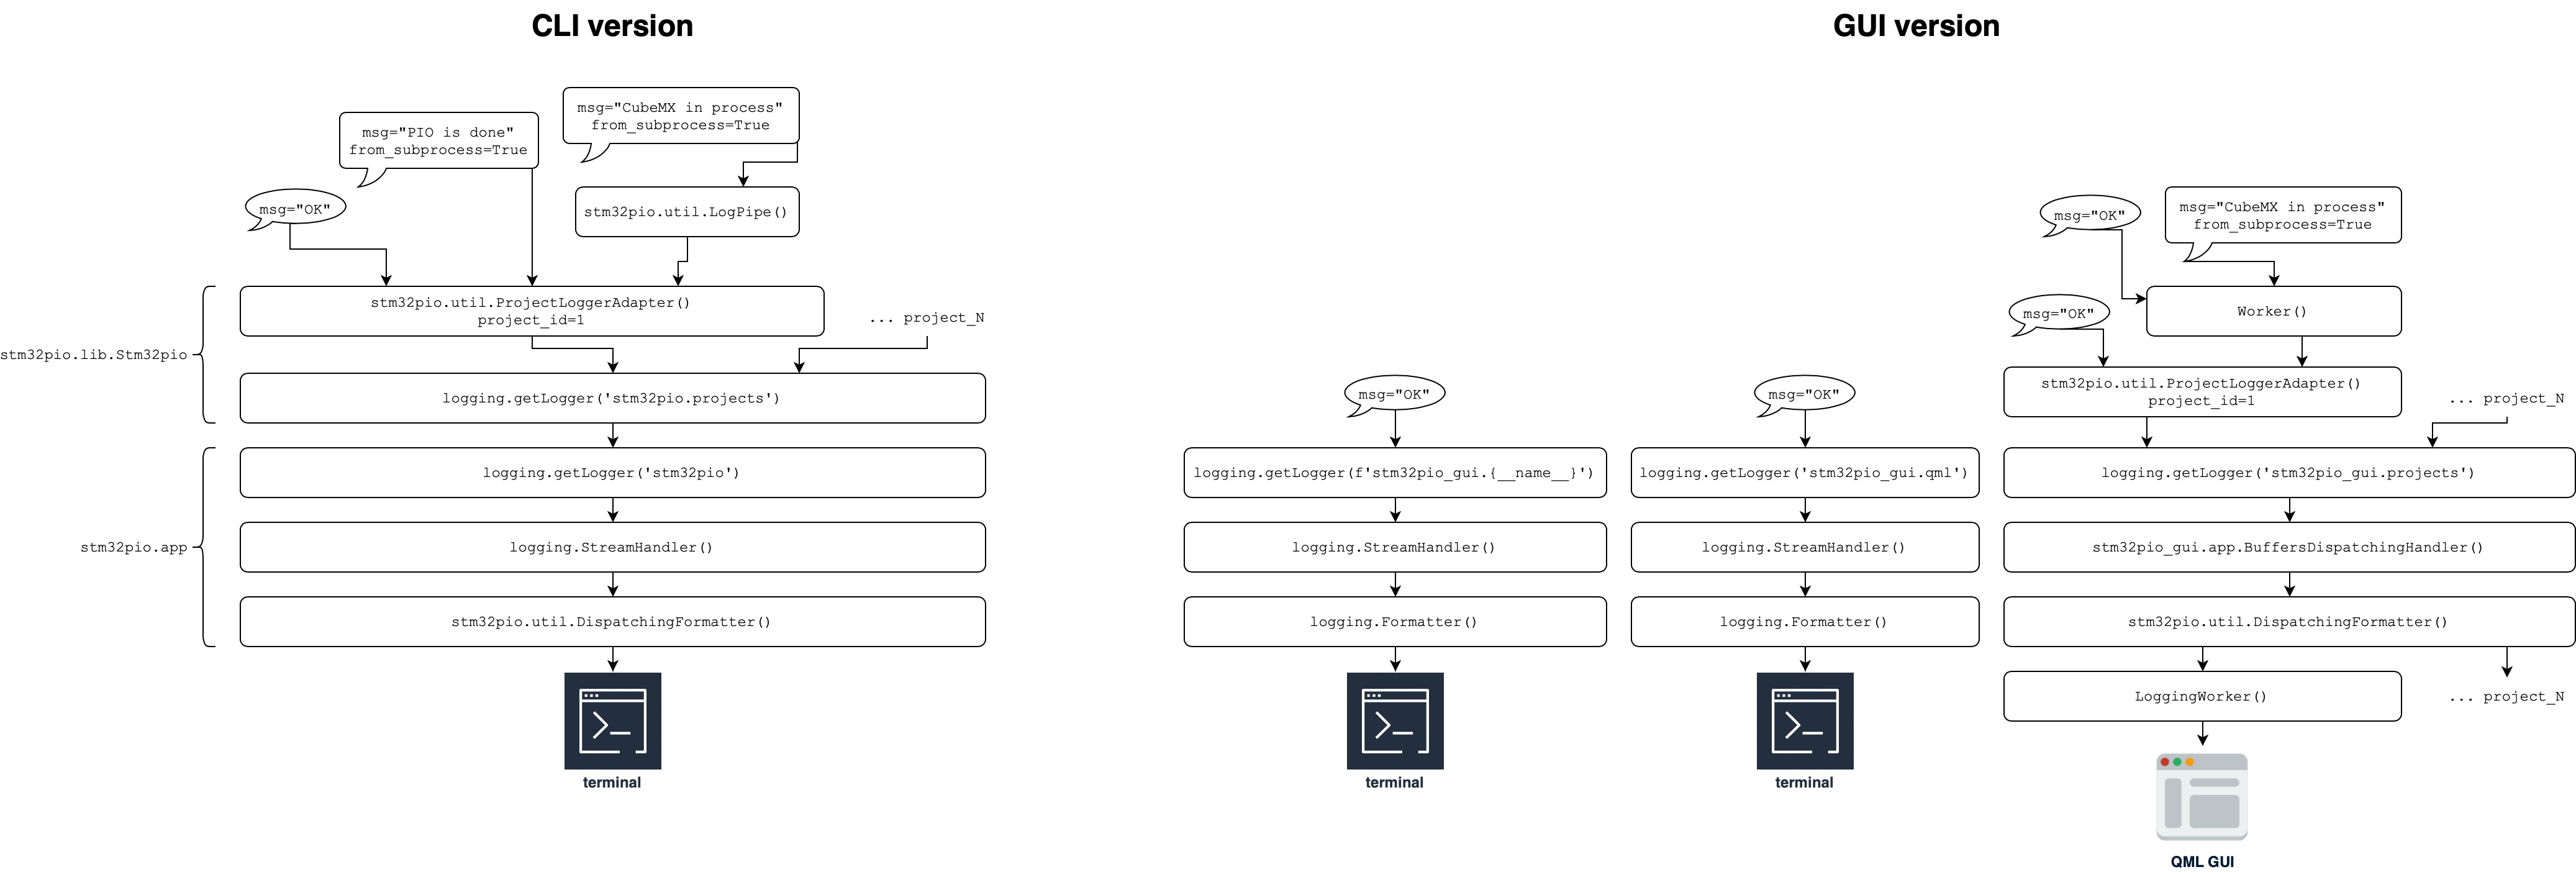 CLI version
msg="CubeMX in process"
from_subprocess=True
msg="PIO is done"
from_subprocess=True
msg="OK"
stm32pio.util.LogPipe()
stm32pio.util.ProjectLoggerAdapter()
project_id=1
... project_N
stm32pio.lib.Stm32pio
logging.getLogger('stm32pio.projects')
logging.getLogger('stm32pio')
stm32pio.app
logging.StreamHandler()
stm32pio.util.DispatchingFormatter()
terminal
GUI version
msg="OK"
logging.getLogger(f'stm32pio_gui.{__name__}')
logging.StreamHandler()
logging.Formatter()
terminal
msg="OK"
logging.getLogger('stm32pio_gui.qml')
logging.StreamHandler()
logging.Formatter()
terminal
msg="OK"
msg="CubeMX in process"
from_subprocess=True
Worker()
msg="OK"
stm32pio.util.ProjectLoggerAdapter()
project_id=1
... project_N
logging.getLogger('stm32pio_gui.projects')
stm32pio_gui.app.BuffersDispatchingHandler()
stm32pio.util.DispatchingFormatter()
LoggingWorker()
... project_N
QML GUI